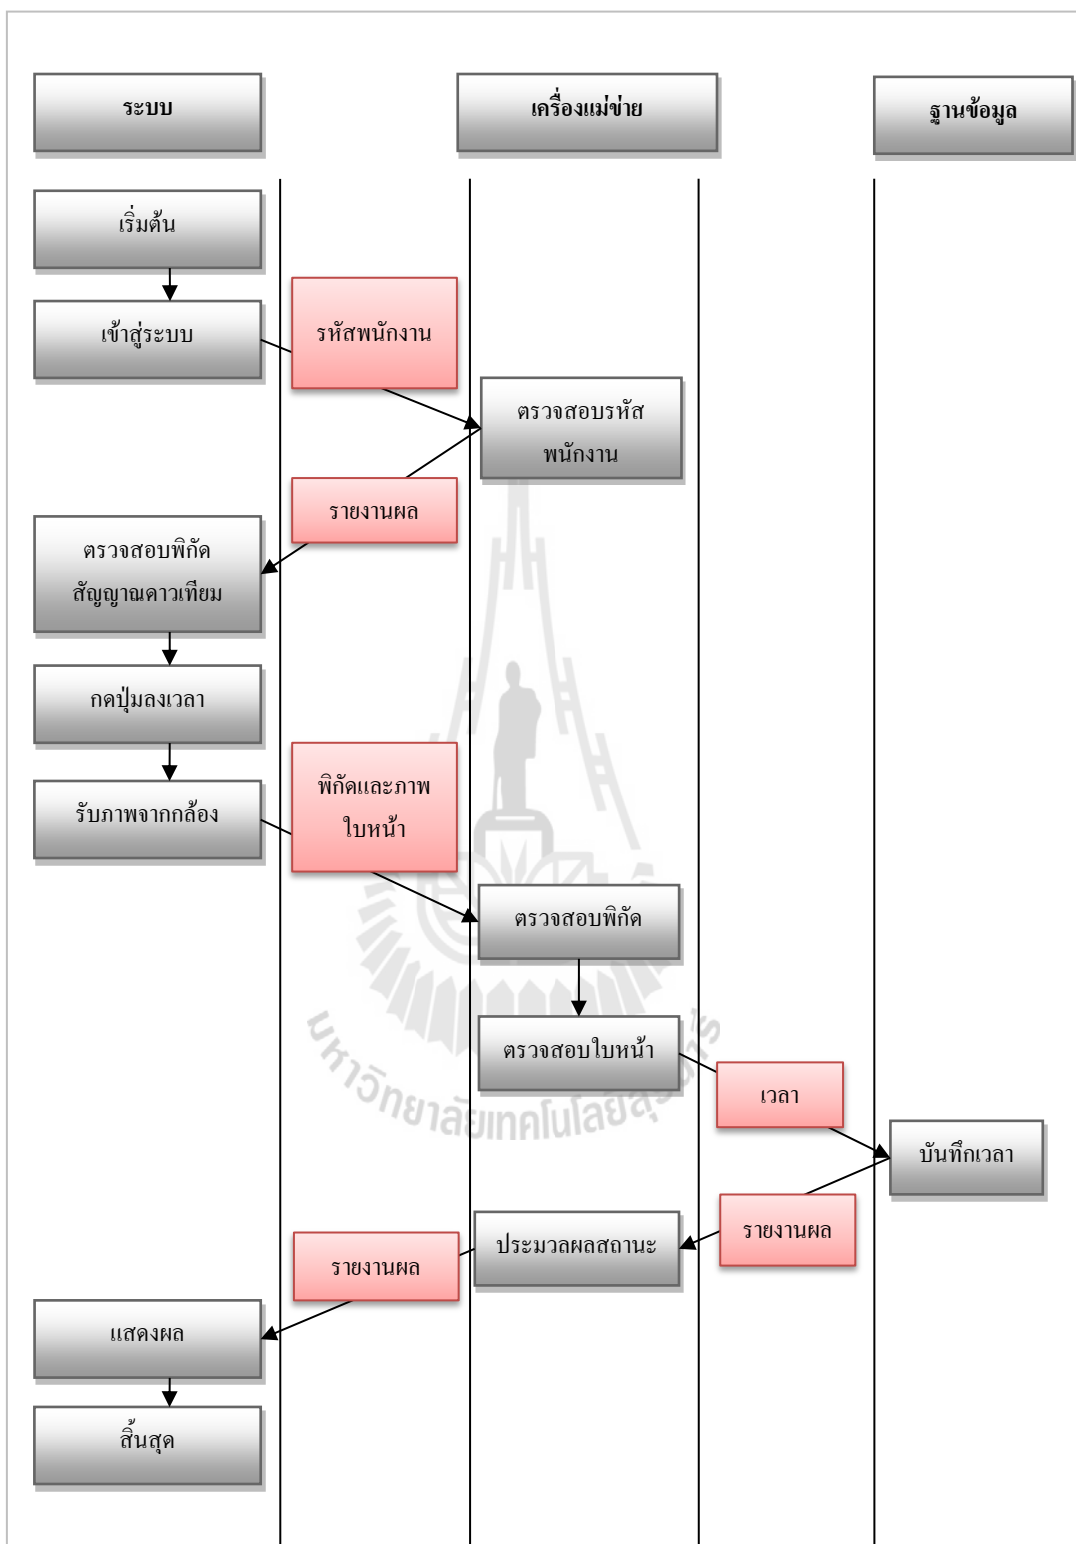 ระบบ
เครื่องแม่ข่าย
ฐานข้อมูล
เริ่มต้น
เข้าสู่ระบบ
รหัสพนักงาน
ตรวจสอบรหัส
พนักงาน
รายงานผล
ตรวจสอบพิกัด
สัญญาณดาวเทียม
กดปุ่มลงเวลา
รับภาพจากกล้อง
พิกัดและภาพ
ใบหน้า
ตรวจสอบพิกัด
ตรวจสอบใบหน้า
เวลา
บันทึกเวลา
รายงานผล
ประมวลผลสถานะ
รายงานผล
แสดงผล
สิ้นสุด